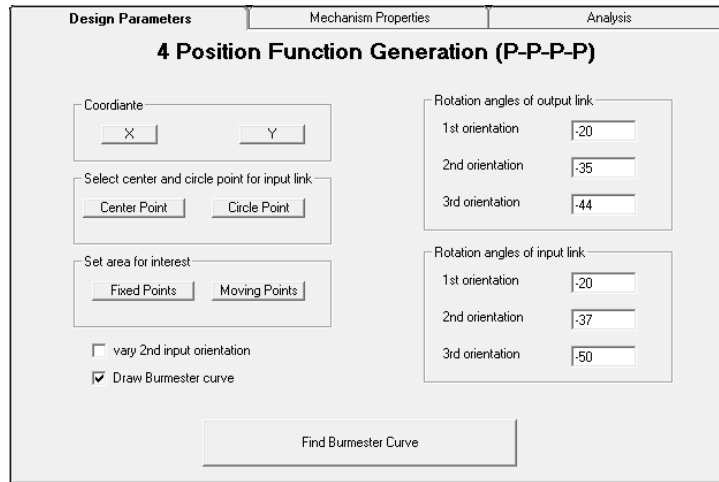 Design Parameters
Mechanism Properties
Analysis
4 Position Function Generation (P-P-P-P)
Coordiante
X
Y
Select center and circle point for input link
Center Point
Circle Point
Set area for interest
Fixed Points
Moving Points
vary 2nd input orientation
Draw Burmester curve
Rotation angles of output link
1st orientation
-20
2nd orientation
-35
3rd orientation
-44
Rotation angles of input link
1st orientation
-20
2nd orientation
-37
3rd orientation
-50
Find Burmester Curve